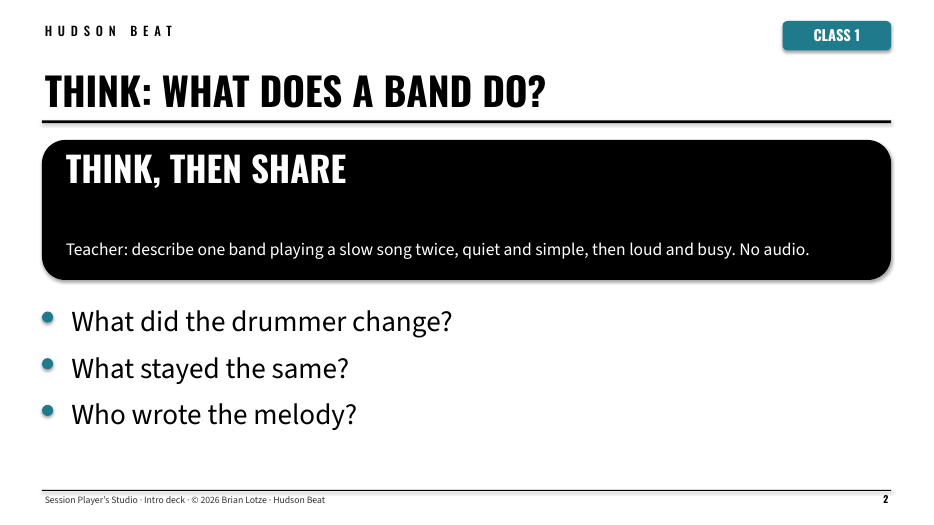 HUDSON BEAT
CLASS 1
THINK: WHAT DOES A BAND DO?
THINK, THEN SHARE
Teacher: describe one band playing a slow song twice, quiet and simple, then loud and busy. No audio.
What did the drummer change?
What stayed the same?
Who wrote the melody?
Session Player's Studio · Intro deck · © 2026 Brian Lotze · Hudson Beat
2